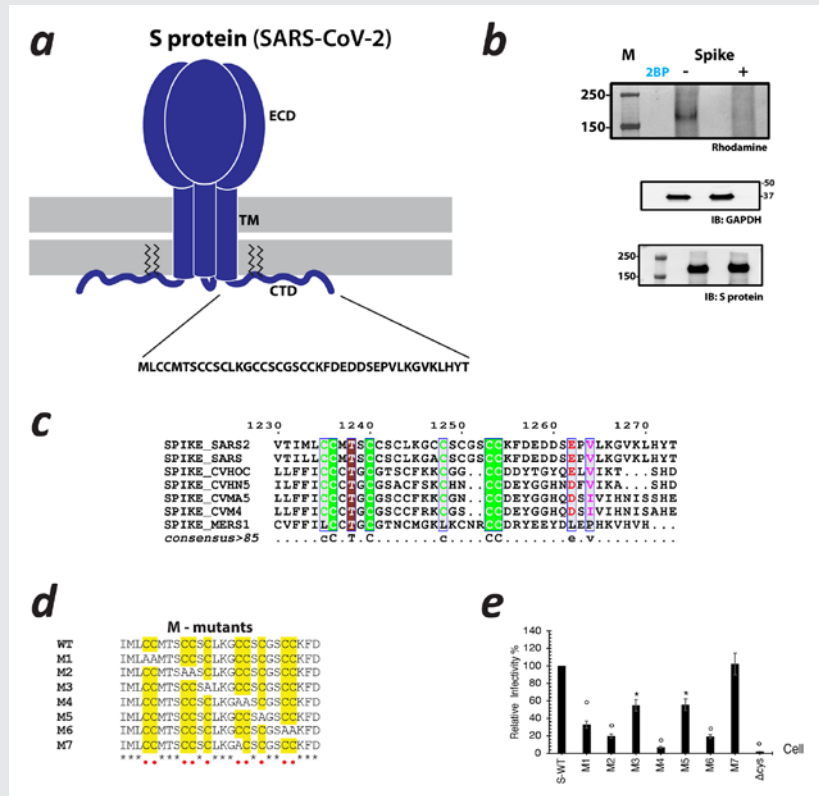 a
S protein (SARS-CoV-2)
ECD
TM
CTD
MLCCMTSCCSCLKGCCSCGSCCKFDEDDSEPVLKGVKLHYT
b
M Spike
2BP - +
250
150
Rhodamine
-50
-37
IB: GAPDH
250
150
IB: S protein
c
1230 1240 1250 1260 1270
SPIKE_SARS2 VTIMLCCMTSCCSCLKGCCSCGSCCKFDEDDSEPVLKGVKLHYT
SPIKE_SARS VTILLCCMTSCCSCLKGACSCGSCCKFDEDDSEPVLKGVKLHYT
SPIKE_CVHOC LLFFICCCTGCGTSCFKKCGG.CCDDYTGYQELVIKT...SHD
SPIKE_CVHN5 LLFFICCCTGCGSACFSKCHN.CCDEYGGHNDFVIKA...SHD
SPIKE_CVMA5 LLFFICCCTGCGSCCFKKCGN.CCDEYGGHQDSIVIHNISSHE
SPIKE_CVM4 LLFFICCCTGCGSCCFRKCGS.CCDEYGGHQDSIVIHNISAHE
SPIKE_MERS1 CVFFILCCTGCGTNCMGKLKCNRCCDRYEEYDLEPHKVHVH...
consensus>85 ......cC.T.C.......c....CC.......e.v.........
d
M - mutants
WT IMLCCMTSCCSCLKGCCSCGSCCKFD
M1 IMLAAMTSCCSCLKGCCSCGSCCKFD
M2 IMLCCMTSAASCLKGCCSCGSCCKFD
M3 IMLCCMTSCCSALKGCCSCGSCCKFD
M4 IMLCCMTSCCSCLKGAASCGSCCKFD
M5 IMLCCMTSCCSCLKGCCSAGSCCKFD
M6 IMLCCMTSCCSCLKGCCSCGSAAKFD
M7 IMLCCMTSCCSCLKGACSCGSCCKFD
***..***..*.***..*.**..***
e
Relative Infectivity %
140
120
100
80
60
40
20
0
° ° * ° * ° °
S-WT M1 M2 M3 M4 M5 M6 M7 Δcys
Cell